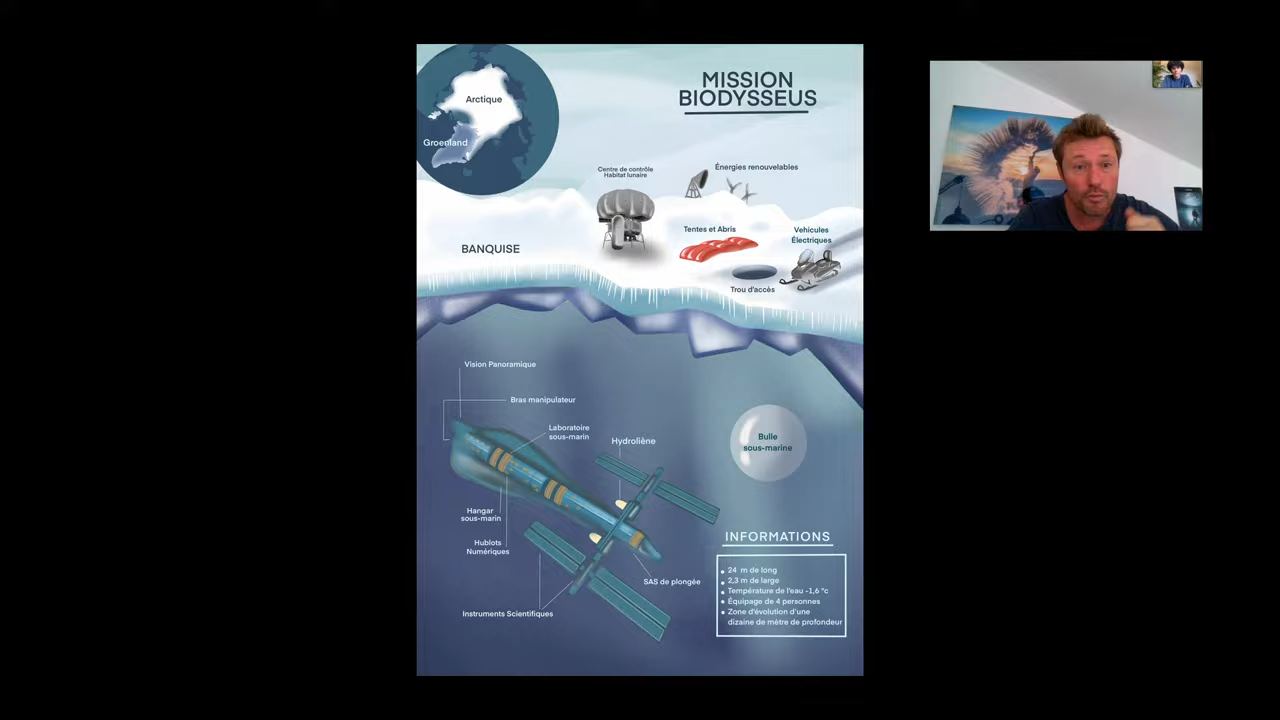 MISSION
BIODYSSEUS
Arctique
Groenland
Centre de contrôle
Habitat lunaire
Énergies renouvelables
Tentes et Abris
Vehicules
Électriques
BANQUISE
Trou d'accès
Vision Panoramique
Bras manipulateur
Laboratoire
sous-marin
Hydroliène
Bulle
sous-marine
Hangar
sous-marin
Hublots
Numériques
SAS de plongée
Instruments Scientifiques
INFORMATIONS
24 m de long
2,3 m de large
Température de l'eau -1,6 °c
Équipage de 4 personnes
Zone d'évolution d'une
dizaine de mètre de profondeur